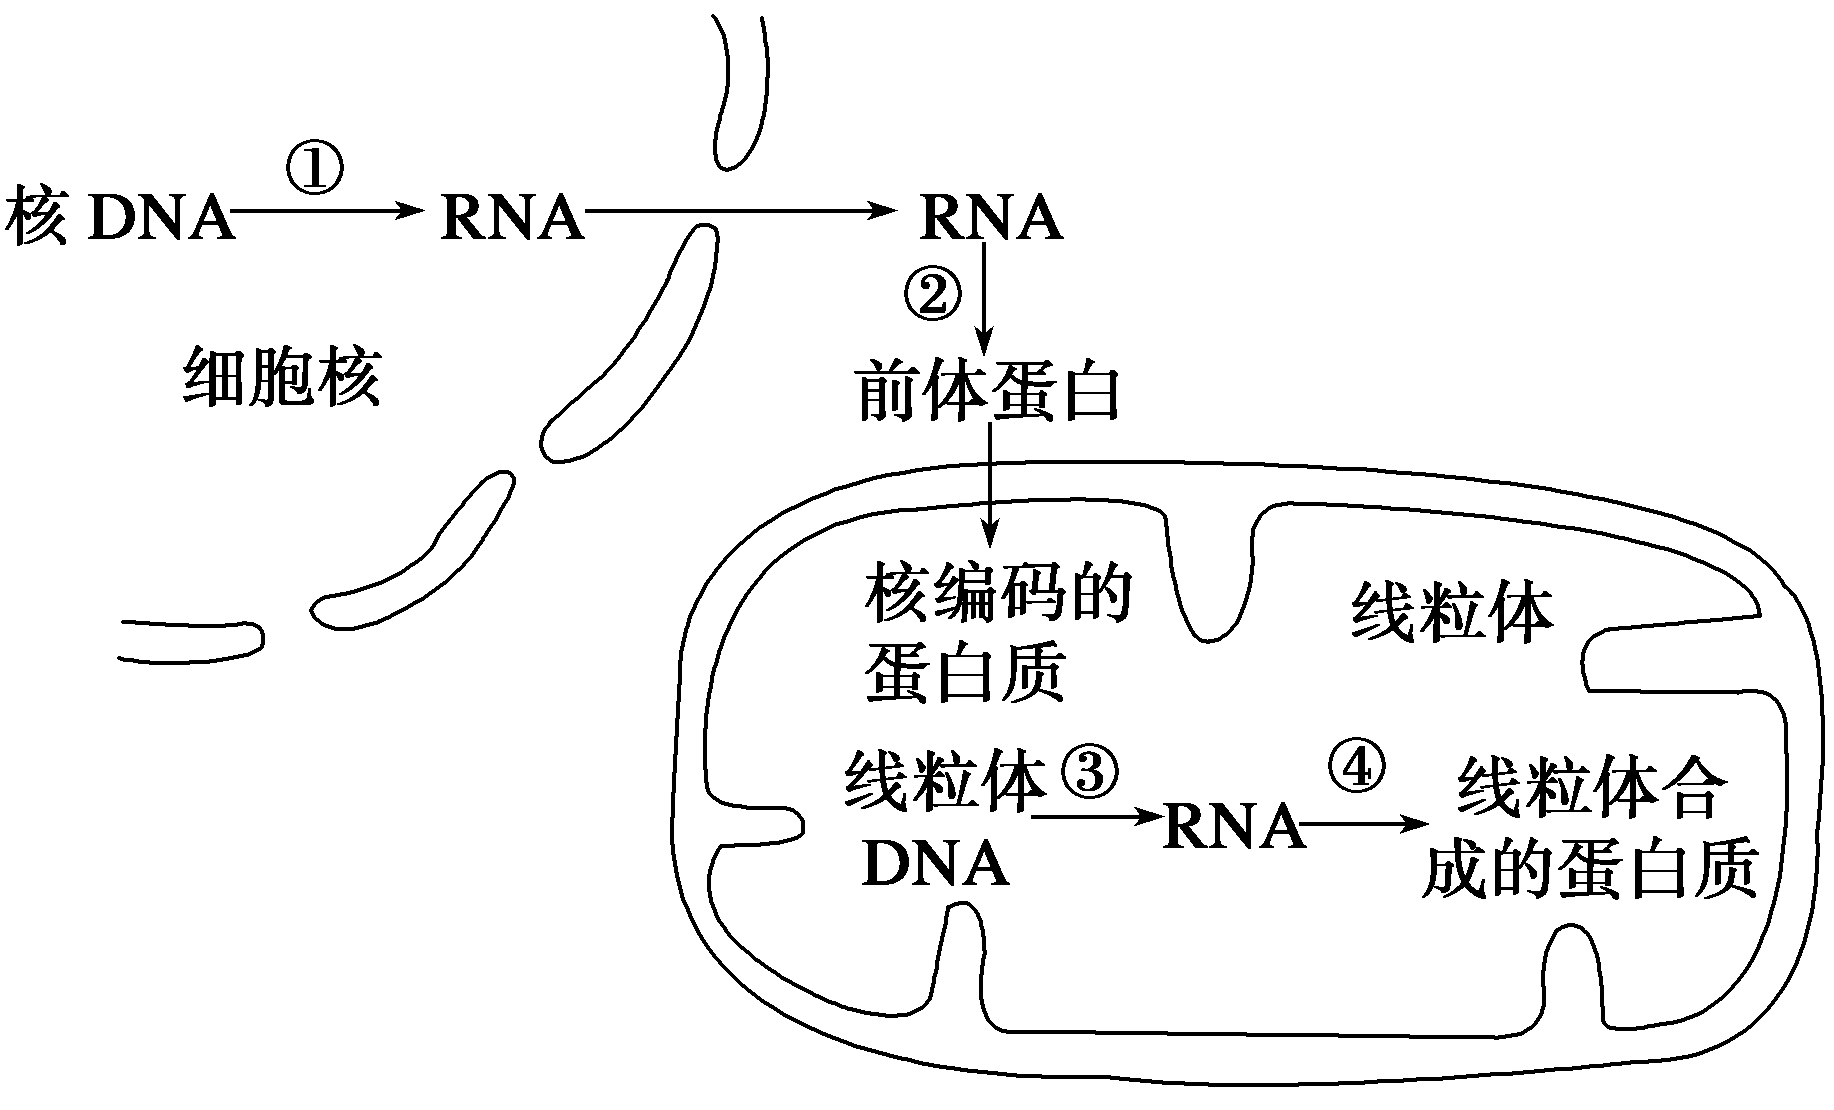 ①
核 DNA RNA RNA
②
细胞核
前体蛋白
核编码的
蛋白质
线粒体
线粒体
DNA
③
RNA
④
线粒体合
成的蛋白质